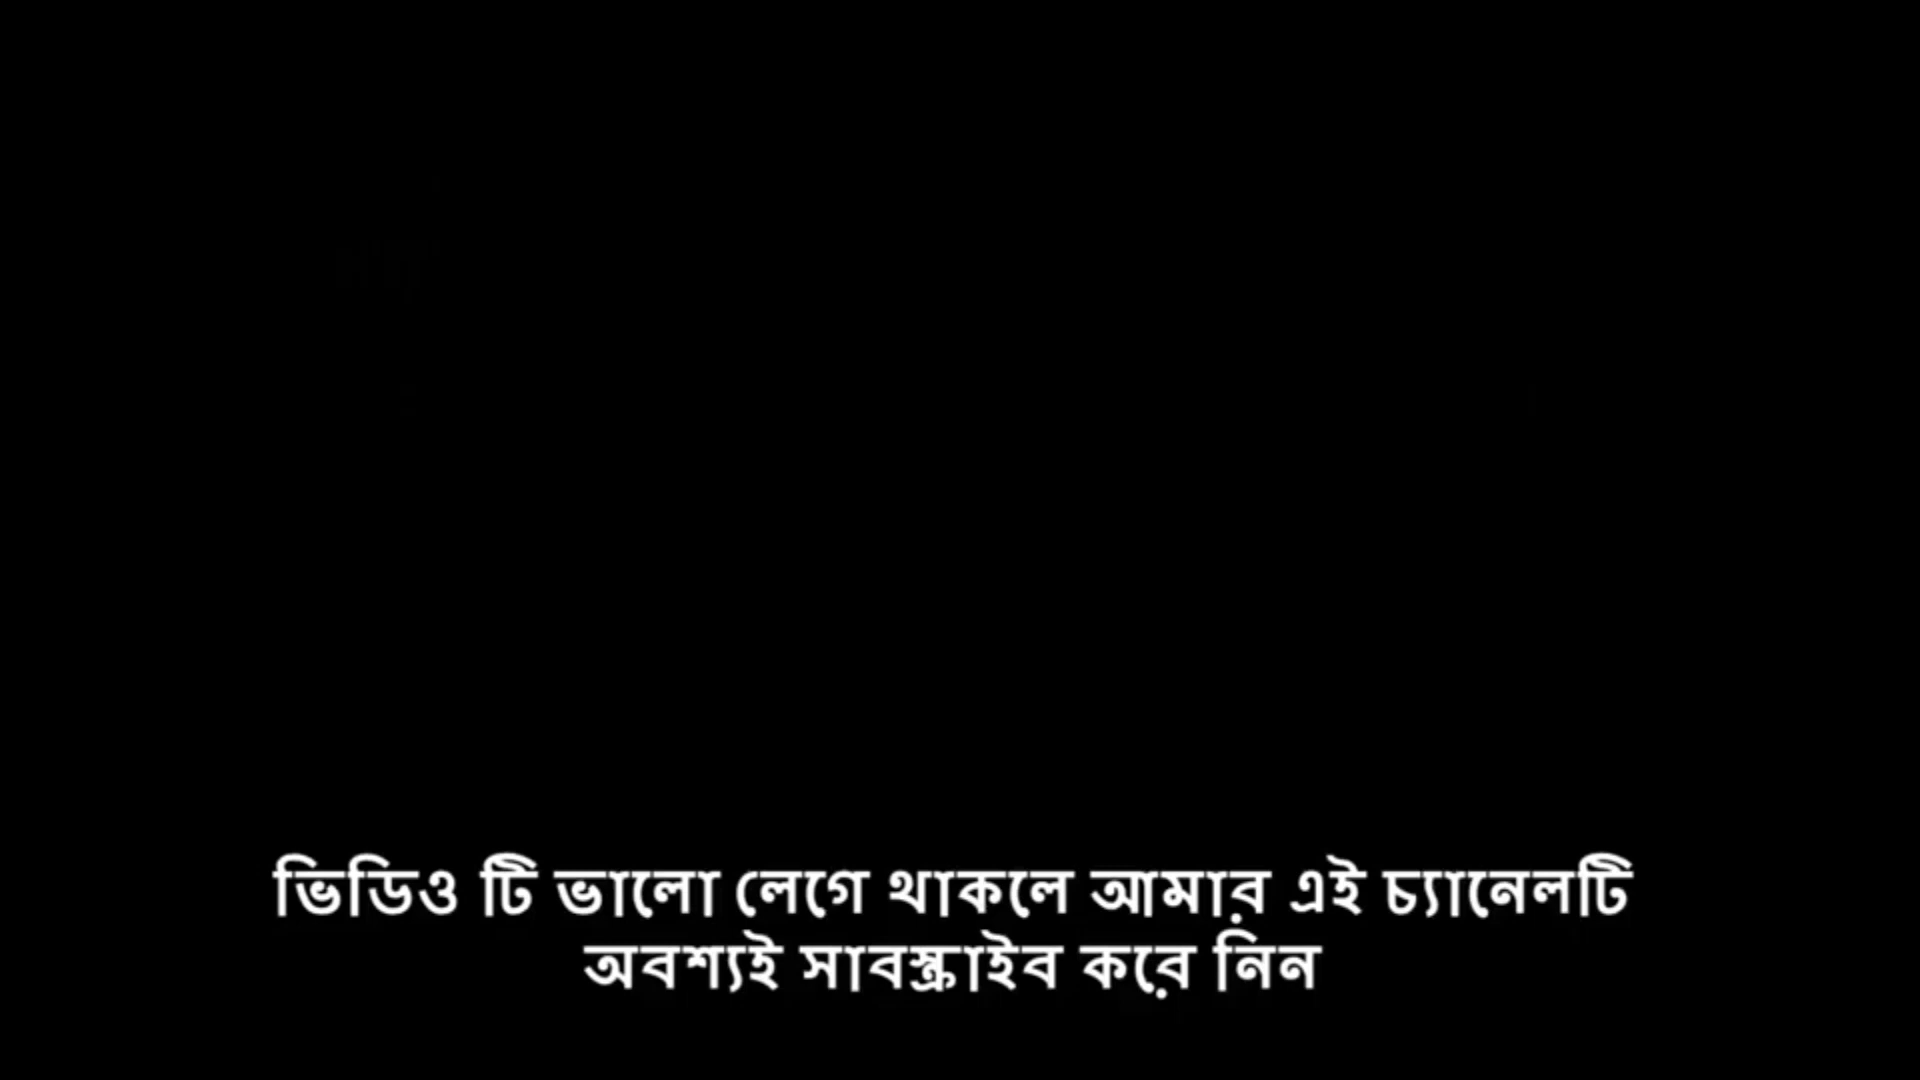 ভিডিও টি ভালো লেগে থাকলে আমার এই চ্যানেলটি
অবশ্যই সাবস্ক্রাইব করে নিন